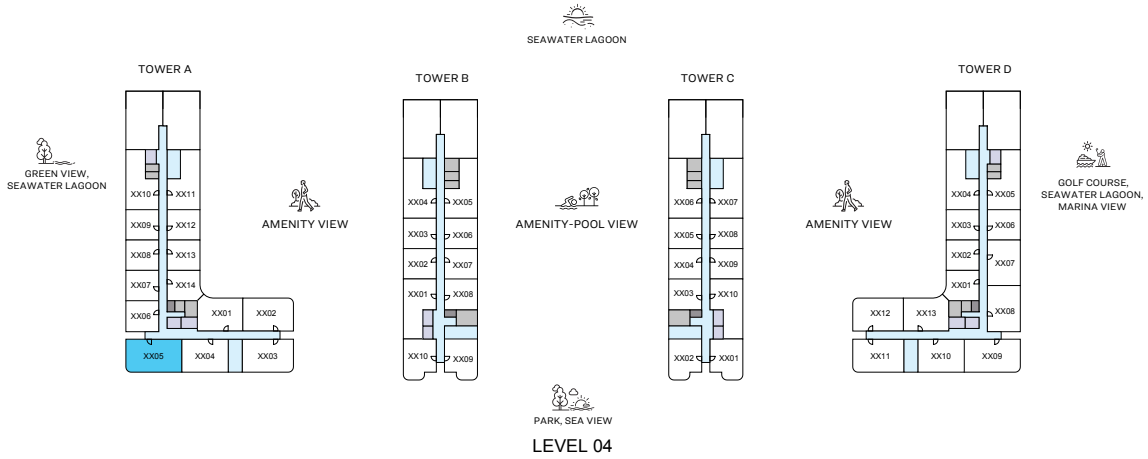 SEAWATER LAGOON
TOWER A
TOWER B
TOWER C
TOWER D
GREEN VIEW,
SEAWATER LAGOON
AMENITY VIEW
AMENITY-POOL VIEW
AMENITY VIEW
GOLF COURSE,
SEAWATER LAGOON,
MARINA VIEW
XX10 XX11
XX09 XX12
XX08 XX13
XX07 XX14
XX06
XX01 XX02
XX05 XX04 XX03
XX04 XX05
XX03 XX06
XX02 XX07
XX01 XX08
XX10 XX09
XX06 XX07
XX05 XX08
XX04 XX09
XX03 XX10
XX02 XX01
XX04 XX05
XX03 XX06
XX02 XX07
XX01
XX08
XX12 XX13
XX11 XX10 XX09
PARK, SEA VIEW
LEVEL 04